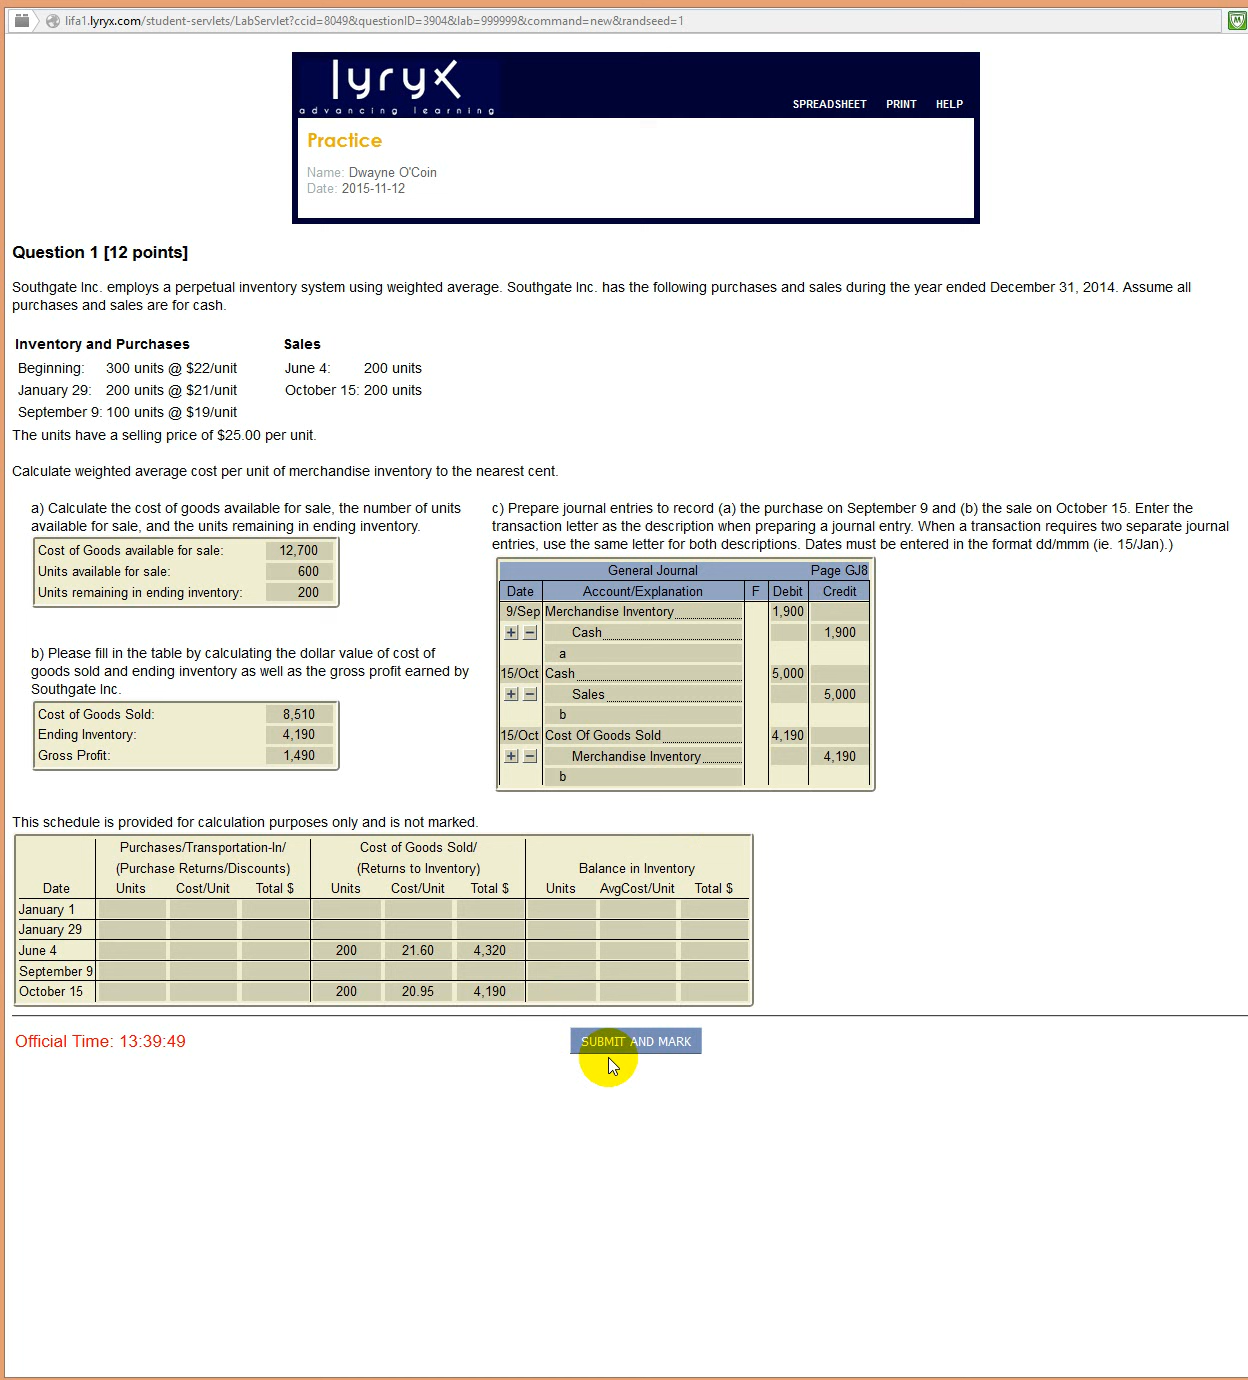 lifa1.lyryx.com/student-servlets/LabServlet?ccid=8049&questionID=3904&lab=999999&command=new&randseed=1
lyryx
advancing learning
SPREADSHEET PRINT HELP
Practice
Name: Dwayne O'Coin
Date: 2015-11-12
Question 1 [12 points]
Southgate Inc. employs a perpetual inventory system using weighted average. Southgate Inc. has the following purchases and sales during the year ended December 31, 2014. Assume all
purchases and sales are for cash.
Inventory and Purchases Sales
Beginning: 300 units @ $22/unit June 4: 200 units
January 29: 200 units @ $21/unit October 15: 200 units
September 9: 100 units @ $19/unit
The units have a selling price of $25.00 per unit.
Calculate weighted average cost per unit of merchandise inventory to the nearest cent.
a) Calculate the cost of goods available for sale, the number of units
available for sale, and the units remaining in ending inventory.
Cost of Goods available for sale: 12,700
Units available for sale: 600
Units remaining in ending inventory: 200
b) Please fill in the table by calculating the dollar value of cost of
goods sold and ending inventory as well as the gross profit earned by
Southgate Inc.
Cost of Goods Sold: 8,510
Ending Inventory: 4,190
Gross Profit: 1,490
c) Prepare journal entries to record (a) the purchase on September 9 and (b) the sale on October 15. Enter the
transaction letter as the description when preparing a journal entry. When a transaction requires two separate journal
entries, use the same letter for both descriptions. Dates must be entered in the format dd/mmm (ie. 15/Jan).)
General Journal Page GJ8
Date Account/Explanation F Debit Credit
9/Sep Merchandise Inventory 1,900
+ − Cash 1,900
a
15/Oct Cash 5,000
+ − Sales 5,000
b
15/Oct Cost Of Goods Sold 4,190
+ − Merchandise Inventory 4,190
b
This schedule is provided for calculation purposes only and is not marked.
Purchases/Transportation-In/ Cost of Goods Sold/
(Purchase Returns/Discounts) (Returns to Inventory) Balance in Inventory
Date Units Cost/Unit Total $ Units Cost/Unit Total $ Units AvgCost/Unit Total $
January 1
January 29
June 4 200 21.60 4,320
September 9
October 15 200 20.95 4,190
Official Time: 13:39:49
SUBMIT AND MARK